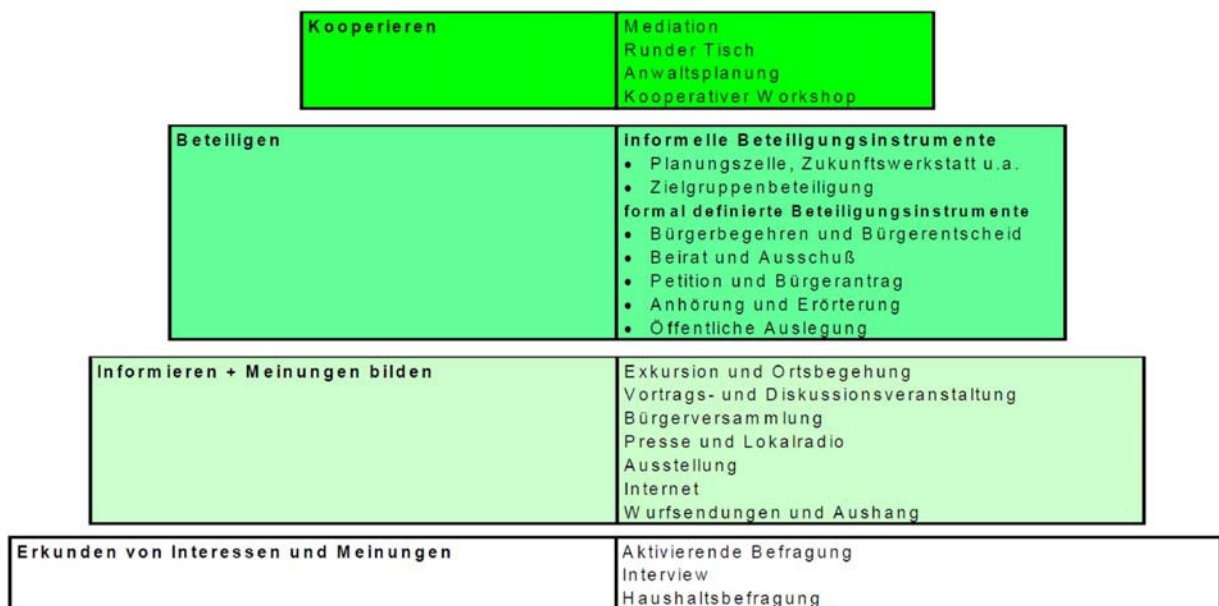 Kooperieren
Mediation
Runder Tisch
Anwaltsplanung
Kooperativer Workshop
Beteiligen
informelle Beteiligungsinstrumente
• Planungszelle, Zukunftswerkstatt u.a.
• Zielgruppenbeteiligung
formal definierte Beteiligungsinstrumente
• Bürgerbegehren und Bürgerentscheid
• Beirat und Ausschuß
• Petition und Bürgerantrag
• Anhörung und Erörterung
• Öffentliche Auslegung
Informieren + Meinungen bilden
Exkursion und Ortsbegehung
Vortrags- und Diskussionsveranstaltung
Bürgerversammlung
Presse und Lokalradio
Ausstellung
Internet
Wurfsendungen und Aushang
Erkunden von Interessen und Meinungen
Aktivierende Befragung
Interview
Haushaltsbefragung